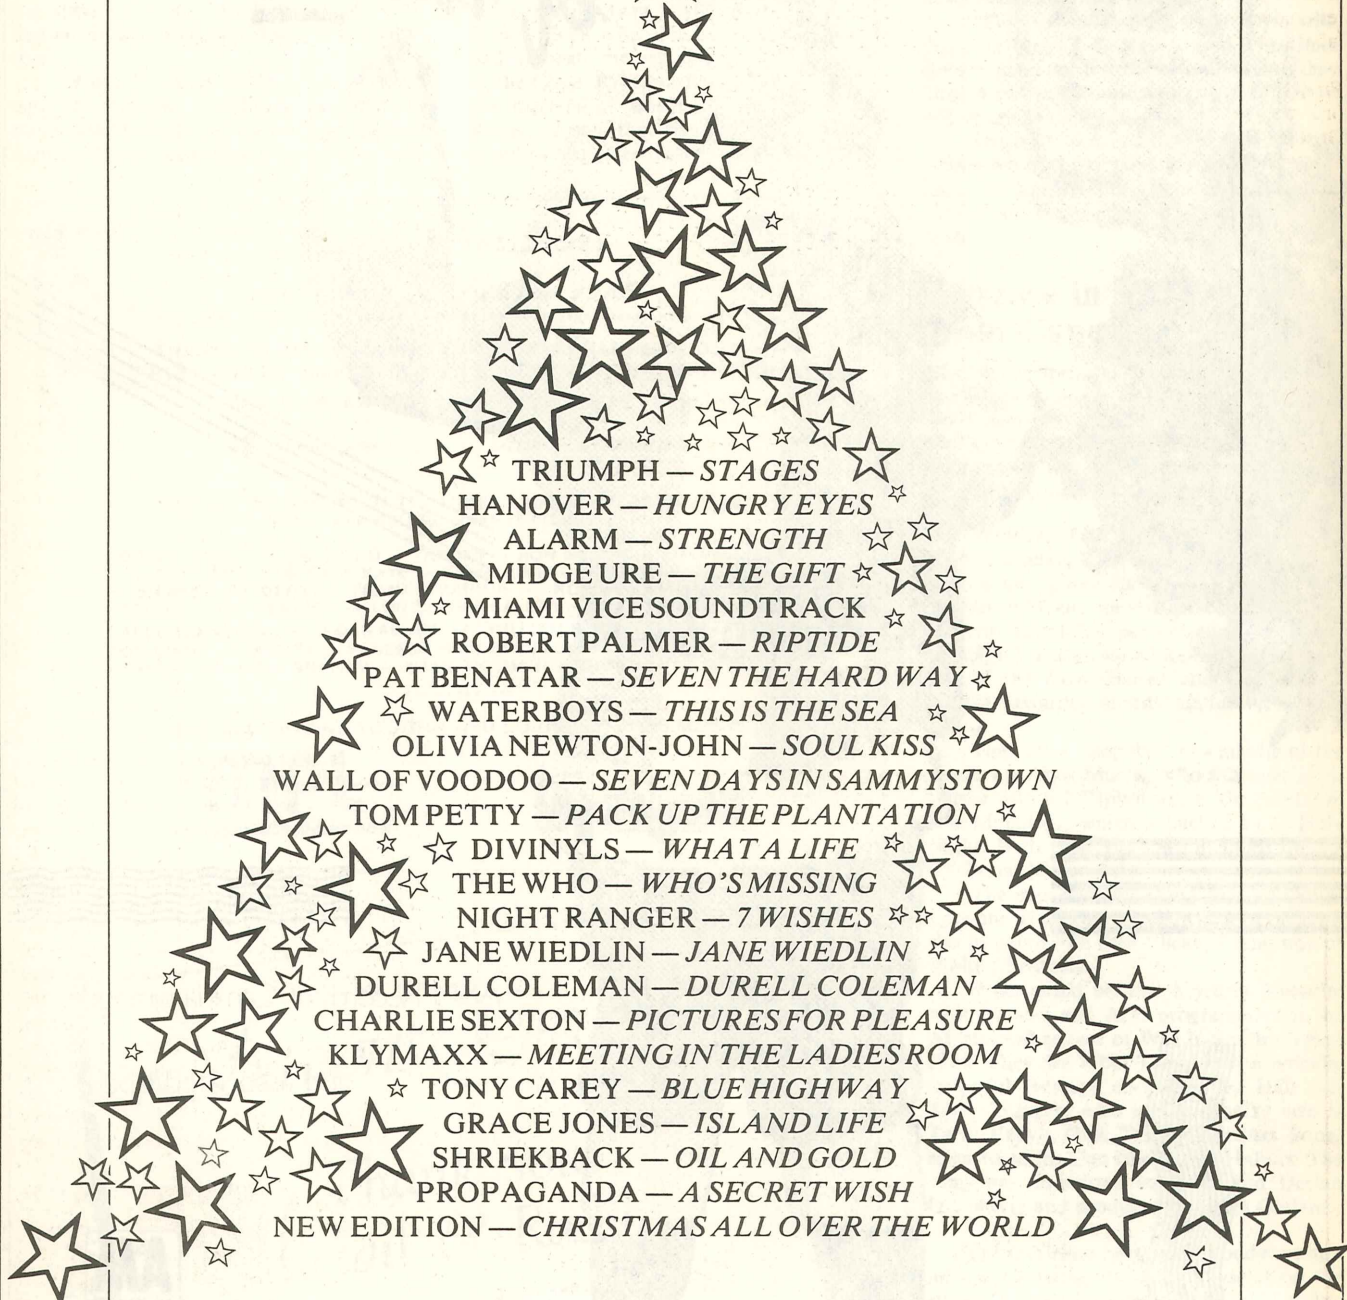 TRIUMPH — STAGES
HANOVER — HUNGRY EYES
ALARM — STRENGTH
MIDGE URE — THE GIFT
MIAMI VICE SOUNDTRACK
ROBERT PALMER — RIPTIDE
PAT BENATAR — SEVEN THE HARD WAY
WATERBOYS — THIS IS THE SEA
OLIVIA NEWTON-JOHN — SOUL KISS
WALL OF VOODOO — SEVEN DAYS IN SAMMYSTOWN
TOM PETTY — PACK UP THE PLANTATION
DIVINYLS — WHAT A LIFE
THE WHO — WHO'S MISSING
NIGHT RANGER — 7 WISHES
JANE WIEDLIN — JANE WIEDLIN
DURELL COLEMAN — DURELL COLEMAN
CHARLIE SEXTON — PICTURES FOR PLEASURE
KLYMAXX — MEETING IN THE LADIES ROOM
TONY CAREY — BLUE HIGHWAY
GRACE JONES — ISLAND LIFE
SHRIEKBACK — OIL AND GOLD
PROPAGANDA — A SECRET WISH
NEW EDITION — CHRISTMAS ALL OVER THE WORLD